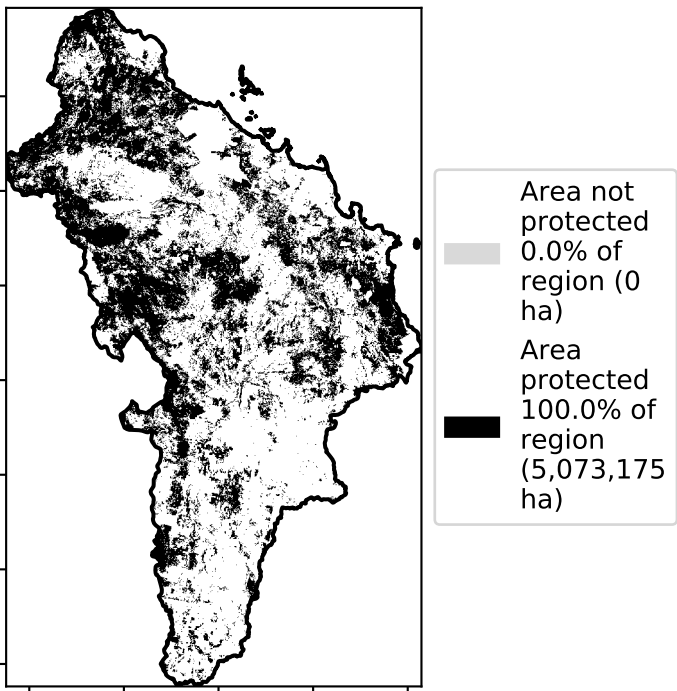 Area not
protected
0.0% of
region (0
ha)
Area
protected
100.0% of
region
(5,073,175
ha)